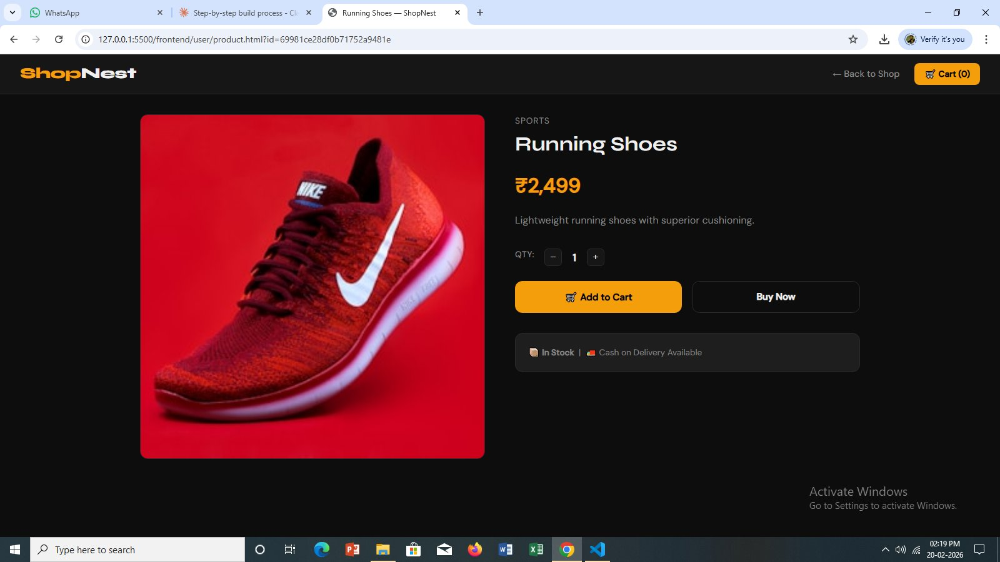 WhatsApp
Step-by-step build process - Cla
Running Shoes — ShopNest
127.0.0.1:5500/frontend/user/product.html?id=69981ce28df0b71752a9481e
Verify it's you
ShopNest
← Back to Shop
🛒 Cart (0)
SPORTS
Running Shoes
₹2,499
Lightweight running shoes with superior cushioning.
QTY:
− 1 +
🛒 Add to Cart
Buy Now
📦 In Stock | 🚚 Cash on Delivery Available
NIKE
Activate Windows
Go to Settings to activate Windows.
Type here to search
02:19 PM
20-02-2026